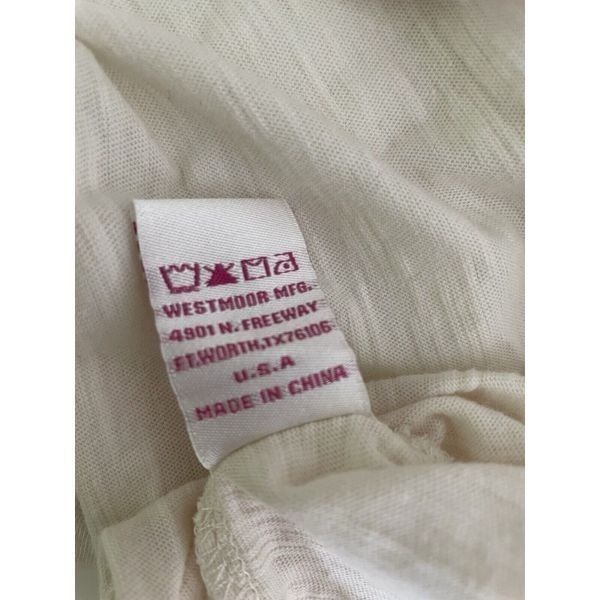 WESTMOOR MFG.
4901 N. FREEWAY
FT.WORTH,TX76106
U.S.A
MADE IN CHINA